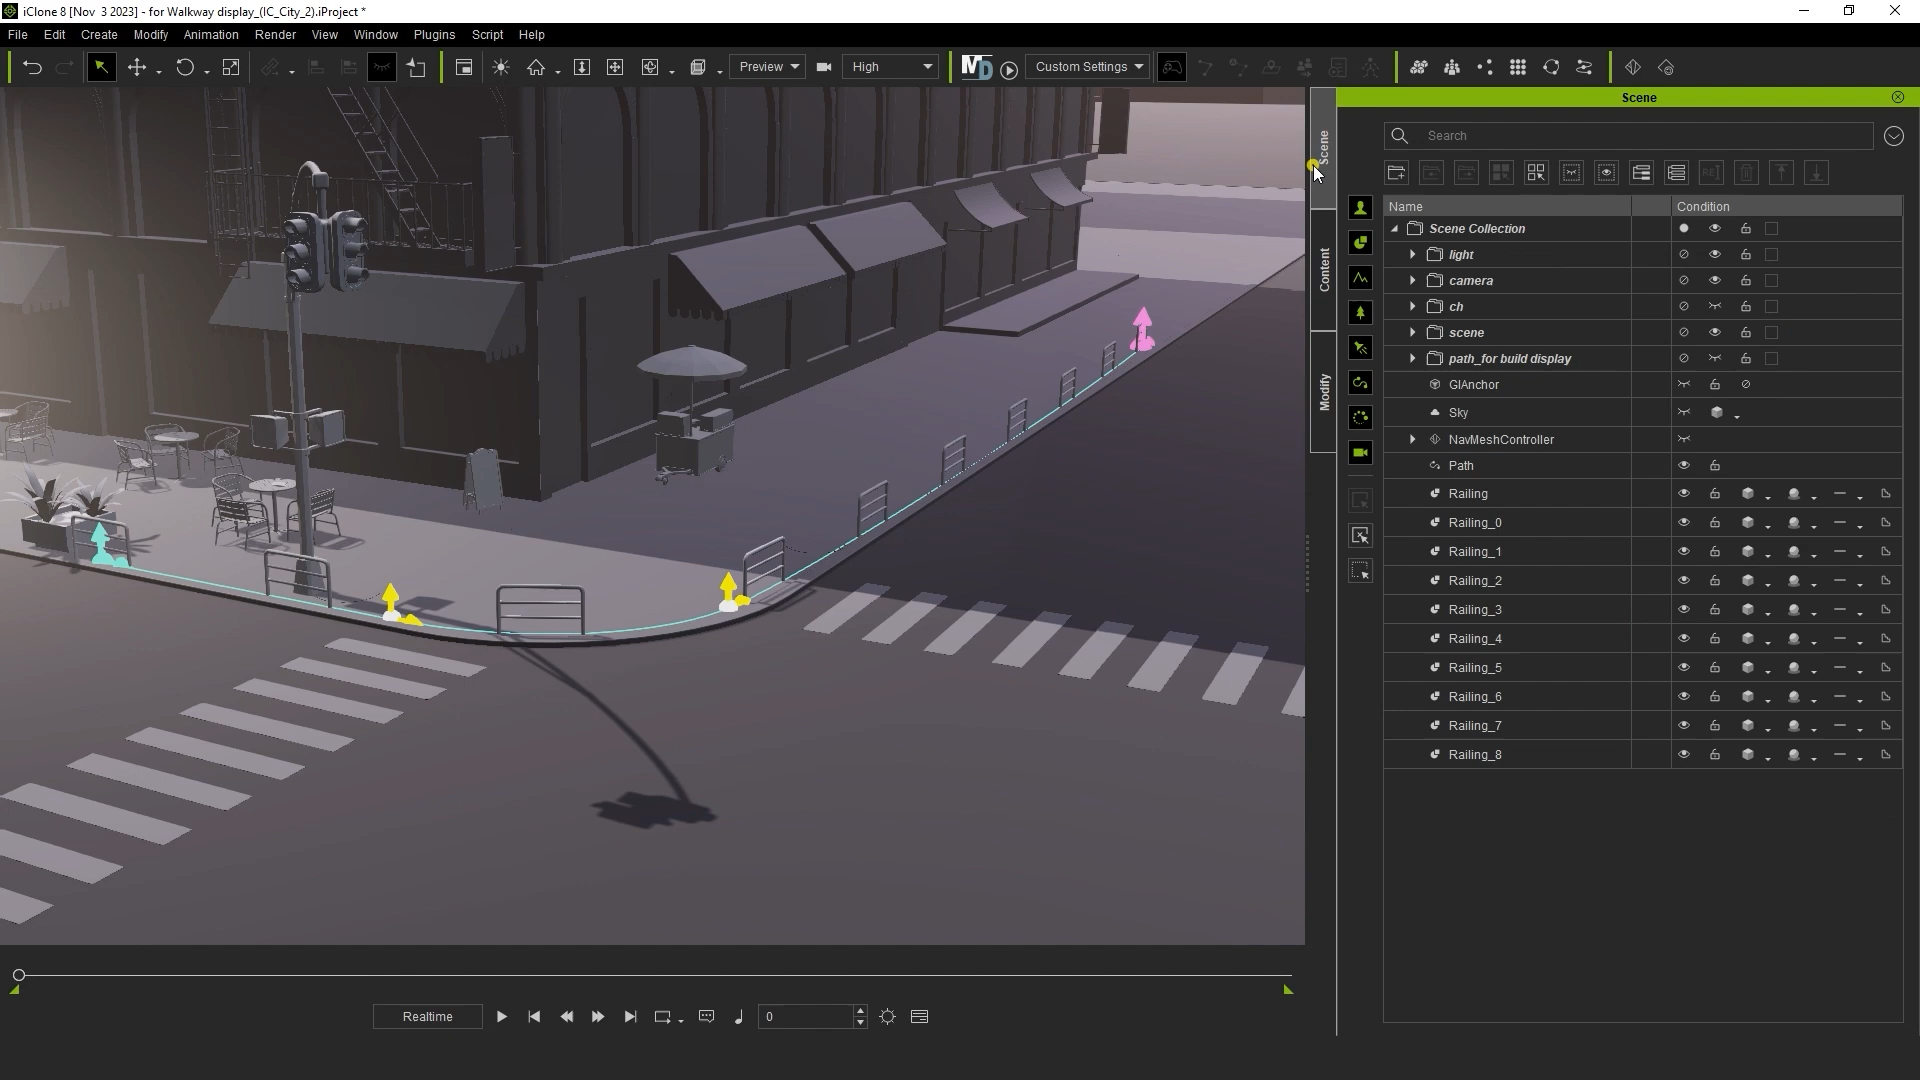 iClone 8 [Nov  3 2023] - for Walkway display_(IC_City_2).iProject *
File Edit Create Modify Animation Render View Window Plugins Script Help
Preview High MD Custom Settings
Scene
Search
Scene
Content
Modify
Name Condition
Scene Collection
light
camera
ch
scene
path_for build display
GIAnchor
Sky
NavMeshController
Path
Railing
Railing_0
Railing_1
Railing_2
Railing_3
Railing_4
Railing_5
Railing_6
Railing_7
Railing_8
Realtime 0